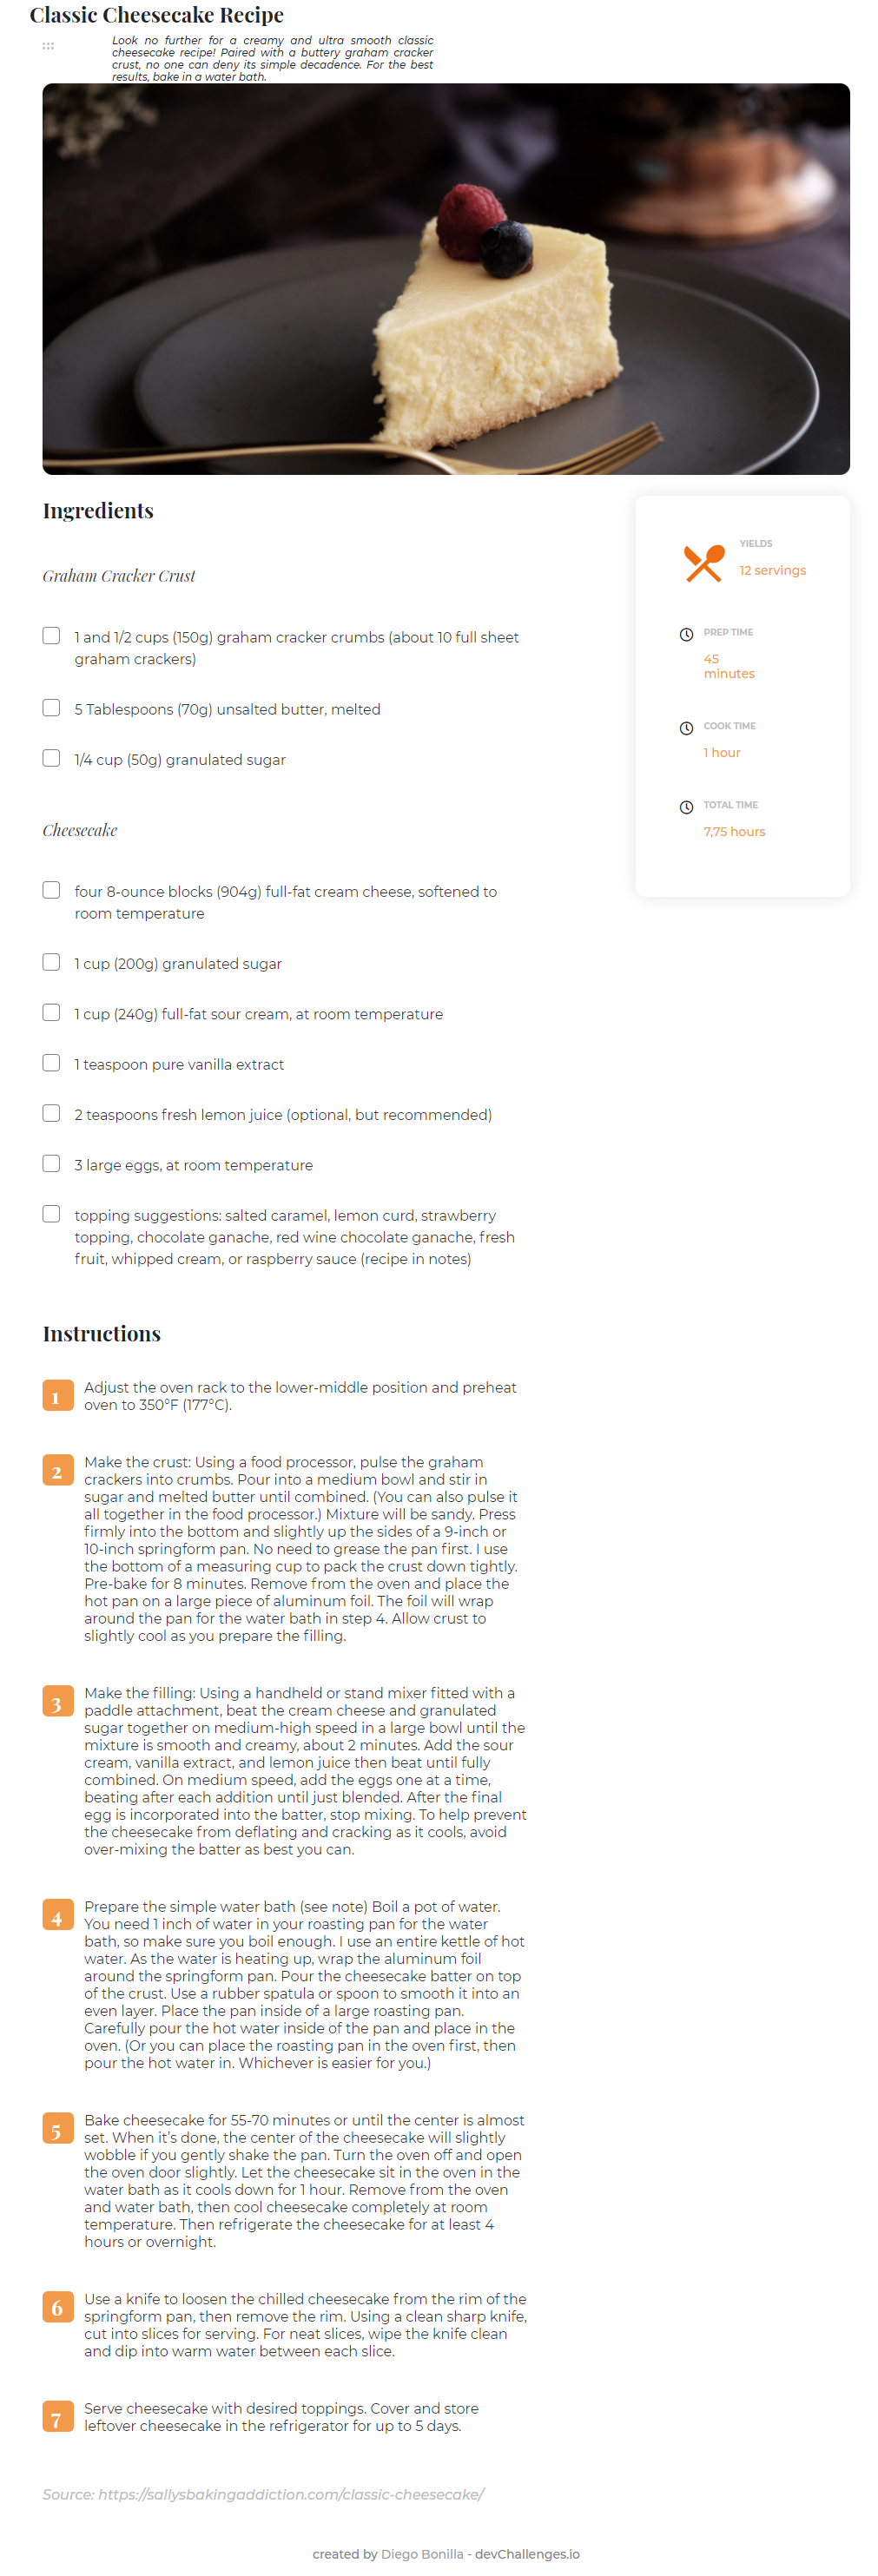 Classic Cheesecake Recipe
Look no further for a creamy and ultra smooth classic
cheesecake recipe! Paired with a buttery graham cracker
crust, no one can deny its simple decadence. For the best
results, bake in a water bath.
Ingredients
Graham Cracker Crust
1 and 1/2 cups (150g) graham cracker crumbs (about 10 full sheet
graham crackers)
5 Tablespoons (70g) unsalted butter, melted
1/4 cup (50g) granulated sugar
Cheesecake
four 8-ounce blocks (904g) full-fat cream cheese, softened to
room temperature
1 cup (200g) granulated sugar
1 cup (240g) full-fat sour cream, at room temperature
1 teaspoon pure vanilla extract
2 teaspoons fresh lemon juice (optional, but recommended)
3 large eggs, at room temperature
topping suggestions: salted caramel, lemon curd, strawberry
topping, chocolate ganache, red wine chocolate ganache, fresh
fruit, whipped cream, or raspberry sauce (recipe in notes)
YIELDS
12 servings
PREP TIME
45
minutes
COOK TIME
1 hour
TOTAL TIME
7,75 hours
Instructions
1 Adjust the oven rack to the lower-middle position and preheat
oven to 350°F (177°C).
2 Make the crust: Using a food processor, pulse the graham
crackers into crumbs. Pour into a medium bowl and stir in
sugar and melted butter until combined. (You can also pulse it
all together in the food processor.) Mixture will be sandy. Press
firmly into the bottom and slightly up the sides of a 9-inch or
10-inch springform pan. No need to grease the pan first. I use
the bottom of a measuring cup to pack the crust down tightly.
Pre-bake for 8 minutes. Remove from the oven and place the
hot pan on a large piece of aluminum foil. The foil will wrap
around the pan for the water bath in step 4. Allow crust to
slightly cool as you prepare the filling.
3 Make the filling: Using a handheld or stand mixer fitted with a
paddle attachment, beat the cream cheese and granulated
sugar together on medium-high speed in a large bowl until the
mixture is smooth and creamy, about 2 minutes. Add the sour
cream, vanilla extract, and lemon juice then beat until fully
combined. On medium speed, add the eggs one at a time,
beating after each addition until just blended. After the final
egg is incorporated into the batter, stop mixing. To help prevent
the cheesecake from deflating and cracking as it cools, avoid
over-mixing the batter as best you can.
4 Prepare the simple water bath (see note) Boil a pot of water.
You need 1 inch of water in your roasting pan for the water
bath, so make sure you boil enough. I use an entire kettle of hot
water. As the water is heating up, wrap the aluminum foil
around the springform pan. Pour the cheesecake batter on top
of the crust. Use a rubber spatula or spoon to smooth it into an
even layer. Place the pan inside of a large roasting pan.
Carefully pour the hot water inside of the pan and place in the
oven. (Or you can place the roasting pan in the oven first, then
pour the hot water in. Whichever is easier for you.)
5 Bake cheesecake for 55-70 minutes or until the center is almost
set. When it's done, the center of the cheesecake will slightly
wobble if you gently shake the pan. Turn the oven off and open
the oven door slightly. Let the cheesecake sit in the oven in the
water bath as it cools down for 1 hour. Remove from the oven
and water bath, then cool cheesecake completely at room
temperature. Then refrigerate the cheesecake for at least 4
hours or overnight.
6 Use a knife to loosen the chilled cheesecake from the rim of the
springform pan, then remove the rim. Using a clean sharp knife,
cut into slices for serving. For neat slices, wipe the knife clean
and dip into warm water between each slice.
7 Serve cheesecake with desired toppings. Cover and store
leftover cheesecake in the refrigerator for up to 5 days.
Source: https://sallysbakingaddiction.com/classic-cheesecake/
created by Diego Bonilla - devChallenges.io